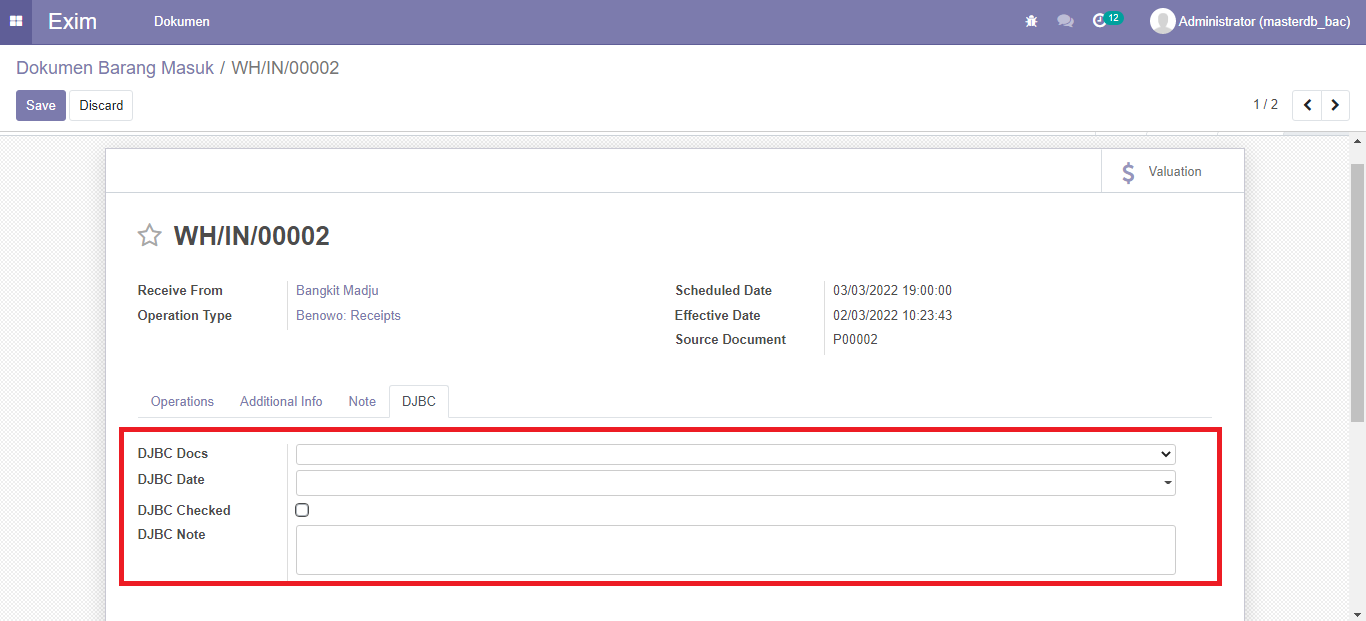 Exim Dokumen 12 Administrator (masterdb_bac)
Dokumen Barang Masuk / WH/IN/00002
Save Discard 1 / 2
$ Valuation
WH/IN/00002
Receive From Bangkit Madju Scheduled Date 03/03/2022 19:00:00
Operation Type Benowo: Receipts Effective Date 02/03/2022 10:23:43
Source Document P00002
Operations Additional Info Note DJBC
DJBC Docs
DJBC Date
DJBC Checked
DJBC Note